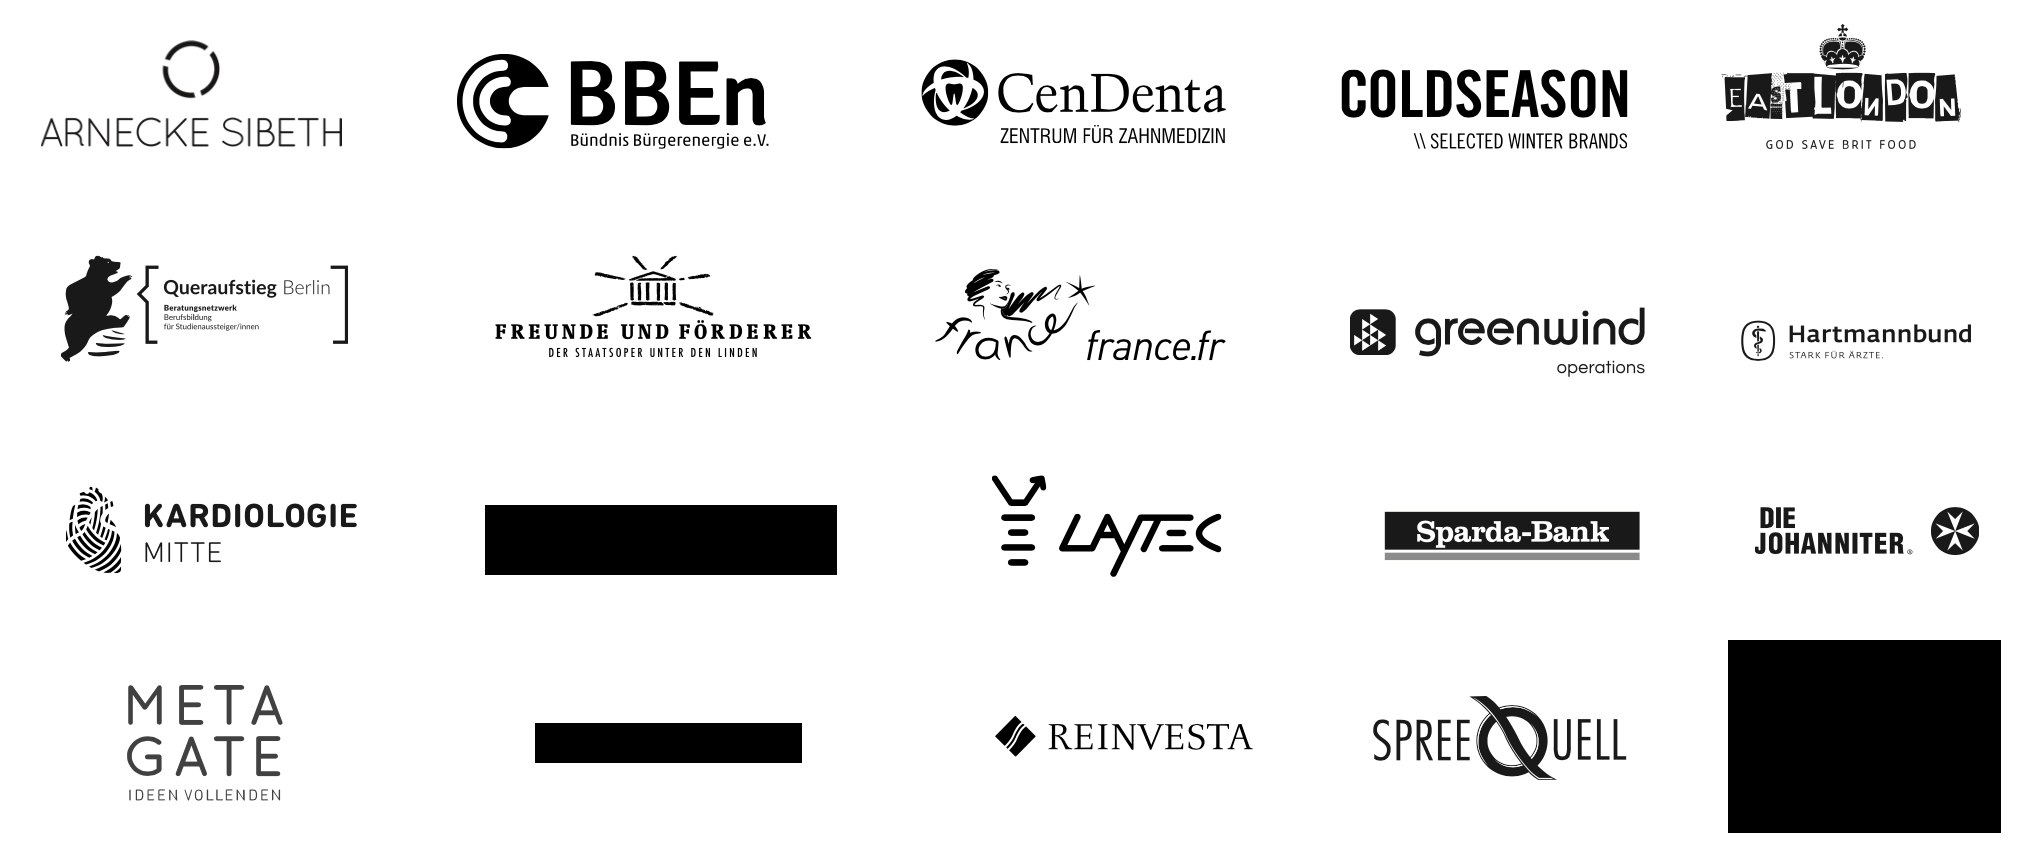 ARNECKE SIBETH
BBEn
Bündnis Bürgerenergie e.V.
CenDenta
ZENTRUM FÜR ZAHNMEDIZIN
COLDSEASON
\\ SELECTED WINTER BRANDS
EAST LONDON
GOD SAVE BRIT FOOD
Queraufstieg Berlin
Beratungsnetzwerk
Berufsbildung
für Studienaussteiger/innen
FREUNDE UND FÖRDERER
DER STAATSOPER UNTER DEN LINDEN
france
france.fr
greenwind
operations
Hartmannbund
STARK FÜR ÄRZTE.
KARDIOLOGIE
MITTE
LAYTEC
Sparda-Bank
DIE
JOHANNITER®
META
GATE
IDEEN VOLLENDEN
REINVESTA
SPREEQUELL